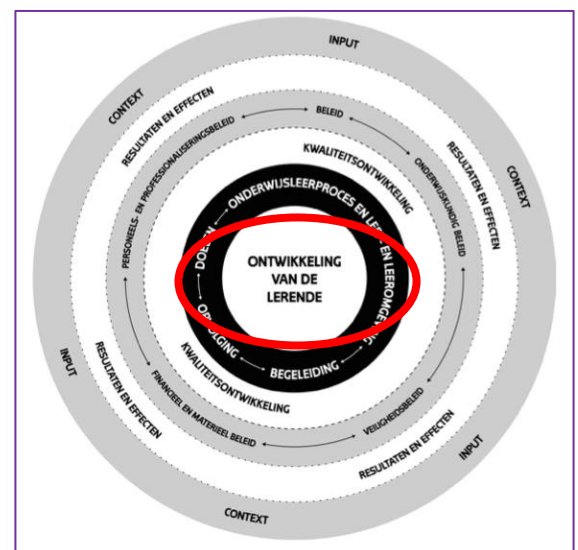 INPUT
CONTEXT
CONTEXT
RESULTATEN EN EFFECTEN
RESULTATEN EN EFFECTEN
BELEID
PERSONEELS- EN PROFESSIONALISERINGSBELEID
ONDERWIJSKUNDIG BELEID
KWALITEITSONTWIKKELING
ONDERWIJSLEERPROCES EN LEEF- EN LEEROMGEVING
DOELEN
ONTWIKKELING
VAN DE
LERENDE
OPVOLGING
BEGELEIDING
KWALITEITSONTWIKKELING
FINANCIEEL EN MATERIEEL BELEID
VEILIGHEIDSBELEID
RESULTATEN EN EFFECTEN
RESULTATEN EN EFFECTEN
INPUT
INPUT
CONTEXT